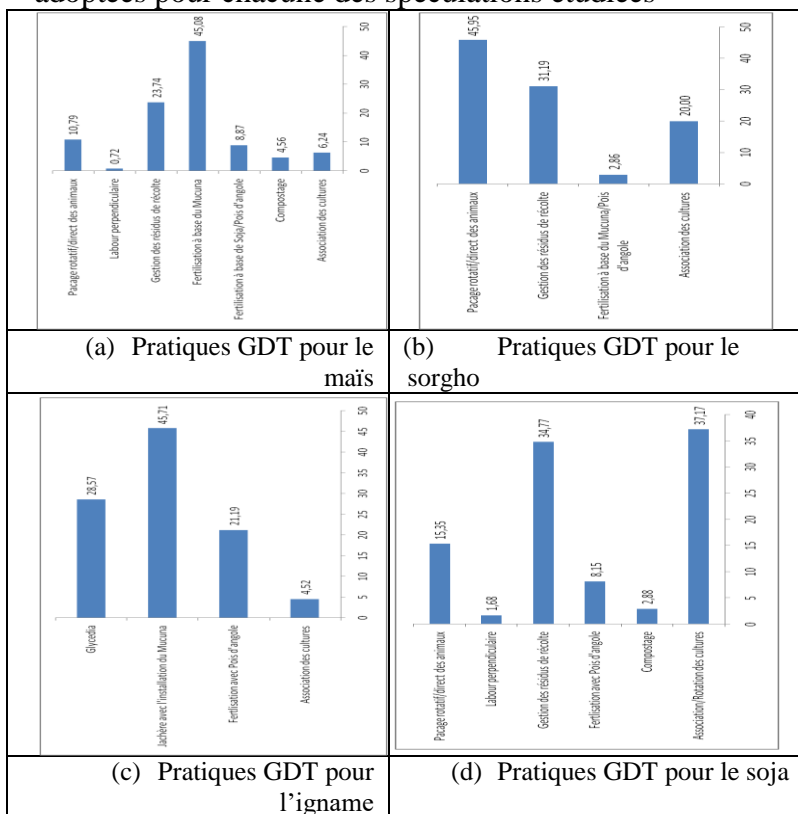 adoptées pour chacune des spéculations étudiées
10,79
0,72
23,74
45,08
8,87
4,56
6,24
50
40
30
20
10
0
Pacage rotatif/direct des animaux
Labour perpendiculaire
Gestion des résidus de récolte
Fertilisation à base du Mucuna
Fertilisation à base de Soja/Pois d'angole
Compostage
Association des cultures
(a) Pratiques GDT pour le
maïs
45,95
31,19
2,86
20,00
50
40
30
20
10
0
Pacage rotatif/direct des animaux
Gestion des résidus de récolte
Fertilisation à base du Mucuna/Pois
d'angole
Association des cultures
(b) Pratiques GDT pour le
sorgho
28,57
45,71
21,19
4,52
50
45
40
35
30
25
20
15
10
5
0
Glycedia
Jachère avec l'installation du Mucuna
Fertlisation avec Pois d'angole
Association des cultures
(c) Pratiques GDT pour
l'igname
15,35
1,68
34,77
8,15
2,88
37,17
40
35
30
25
20
15
10
5
0
Pacage rotatif/direct des animaux
Labour perpendiculaire
Gestion des résidus de récolte
Fertlisation avec Pois d'angole
Compostage
Association/Rotation des cultures
(d) Pratiques GDT pour le soja